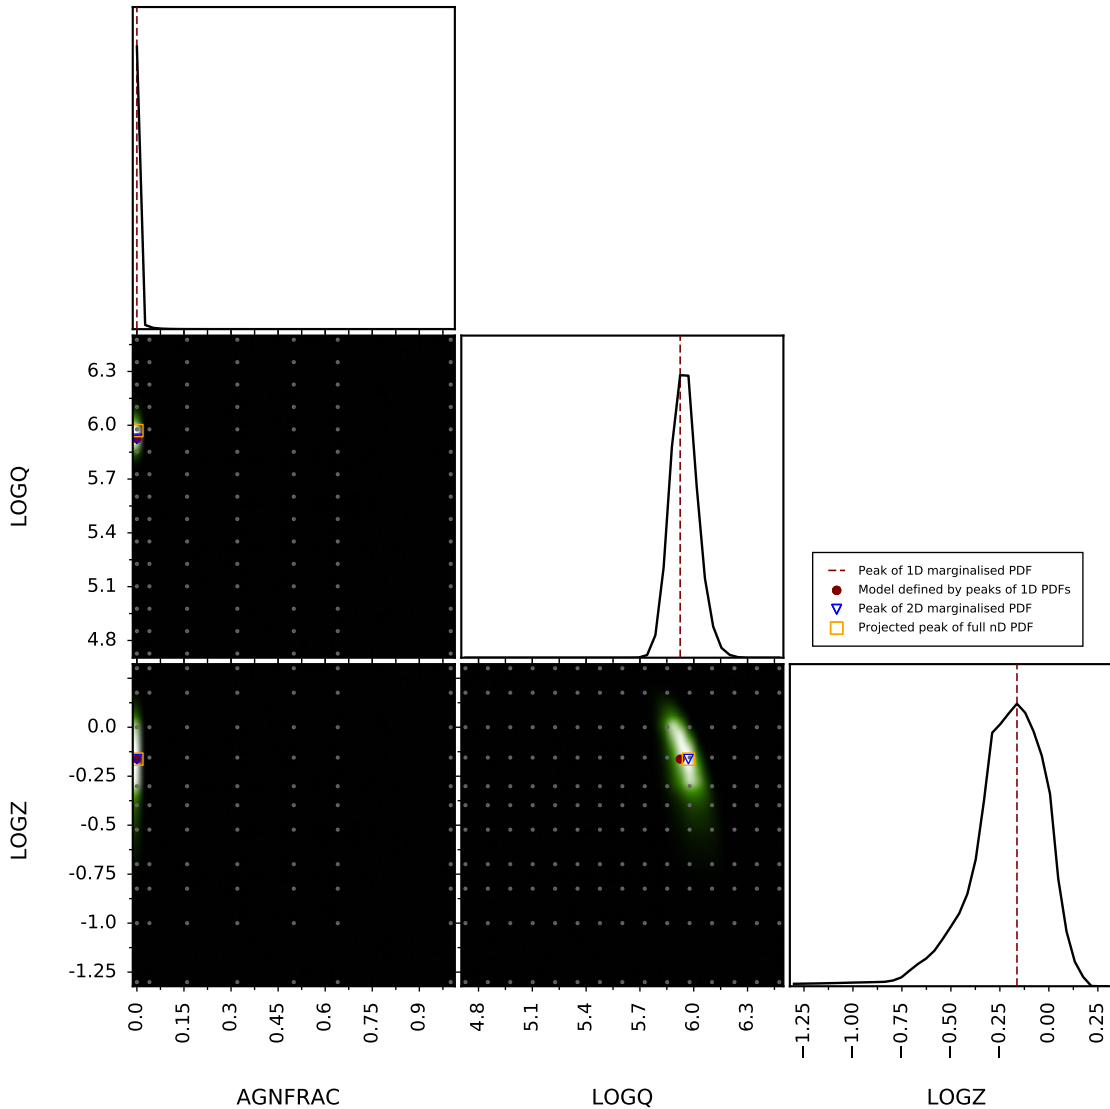 6.3
6.0
5.7
5.4
5.1
4.8
LOGQ
Peak of 1D marginalised PDF
Model defined by peaks of 1D PDFs
Peak of 2D marginalised PDF
Projected peak of full nD PDF
0.0
-0.25
-0.5
-0.75
-1.0
-1.25
LOGZ
0.0 0.15 0.3 0.45 0.6 0.75 0.9
4.8 5.1 5.4 5.7 6.0 6.3
−1.25 −1.00 −0.75 −0.50 −0.25 0.00 0.25
AGNFRAC LOGQ LOGZ